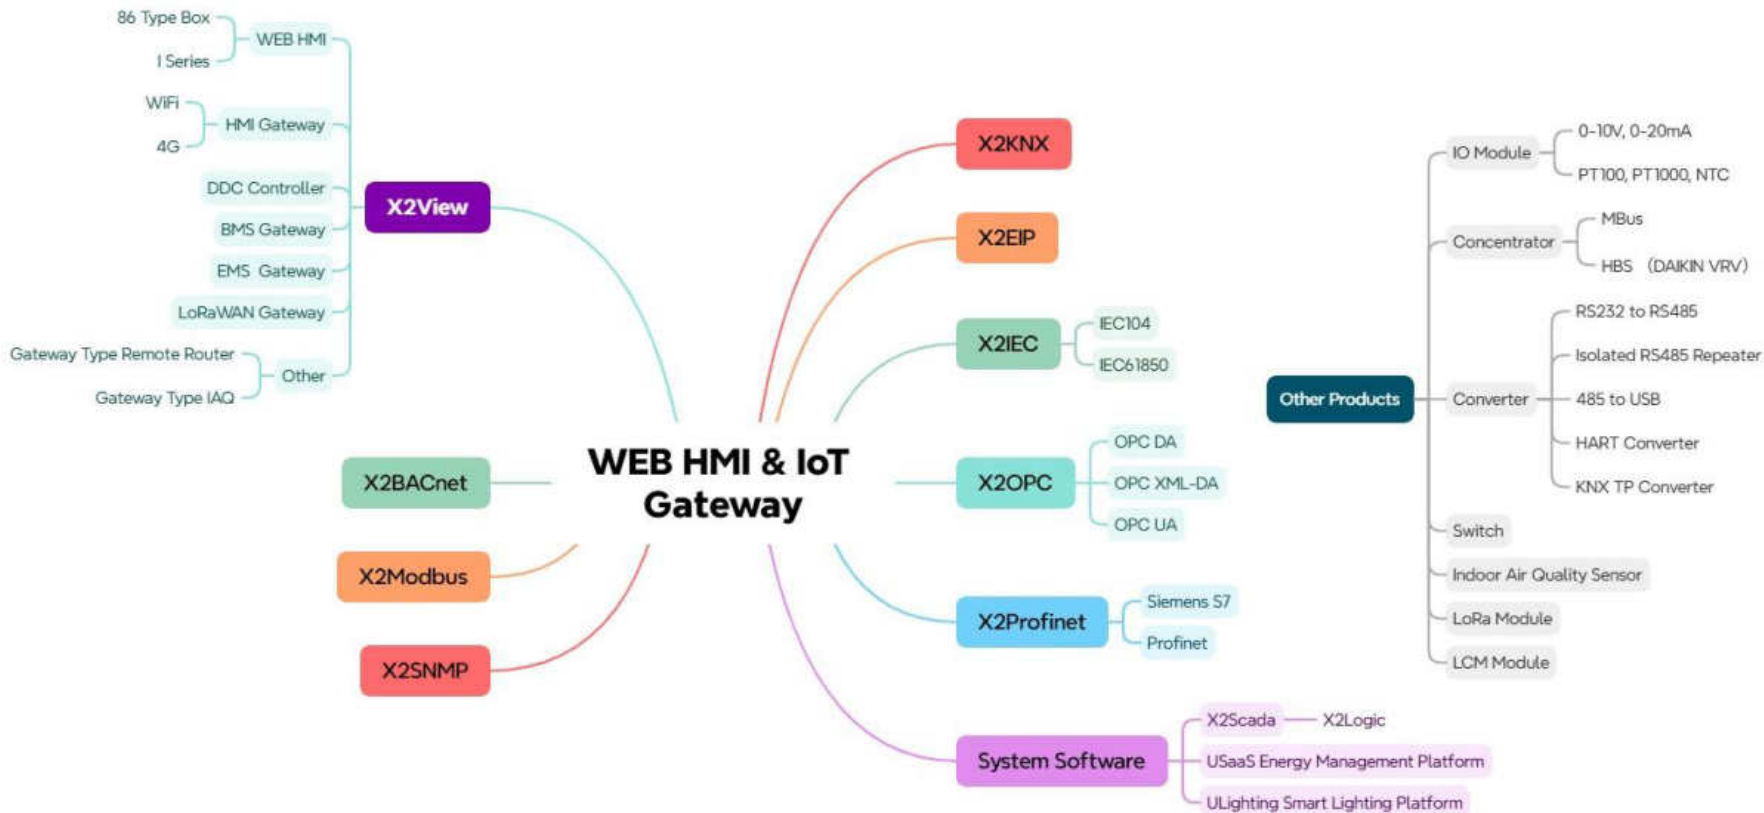 WEB HMI & IoT
Gateway
X2View
WEB HMI
86 Type Box
I Series
HMI Gateway
WiFi
4G
DDC Controller
BMS Gateway
EMS Gateway
LoRaWAN Gateway
Other
Gateway Type Remote Router
Gateway Type IAQ
X2BACnet
X2Modbus
X2SNMP
X2KNX
X2EIP
X2IEC
IEC104
IEC61850
X2OPC
OPC DA
OPC XML-DA
OPC UA
X2Profinet
Siemens S7
Profinet
System Software
X2Scada
X2Logic
USaaS Energy Management Platform
ULighting Smart Lighting Platform
Other Products
IO Module
0-10V, 0-20mA
PT100, PT1000, NTC
Concentrator
MBus
HBS （DAIKIN VRV）
Converter
RS232 to RS485
Isolated RS485 Repeater
485 to USB
HART Converter
KNX TP Converter
Switch
Indoor Air Quality Sensor
LoRa Module
LCM Module